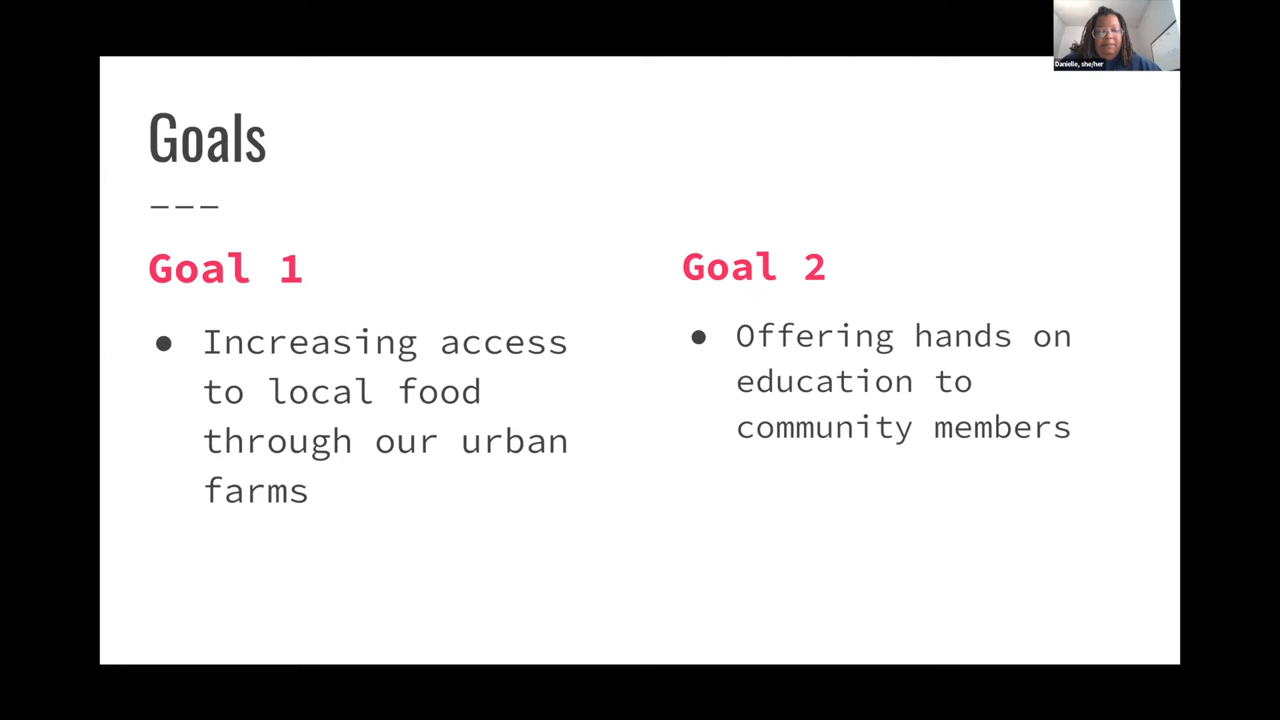 Danielle, she/her
Goals
Goal 1
● Increasing access
to local food
through our urban
farms
Goal 2
● Offering hands on
education to
community members